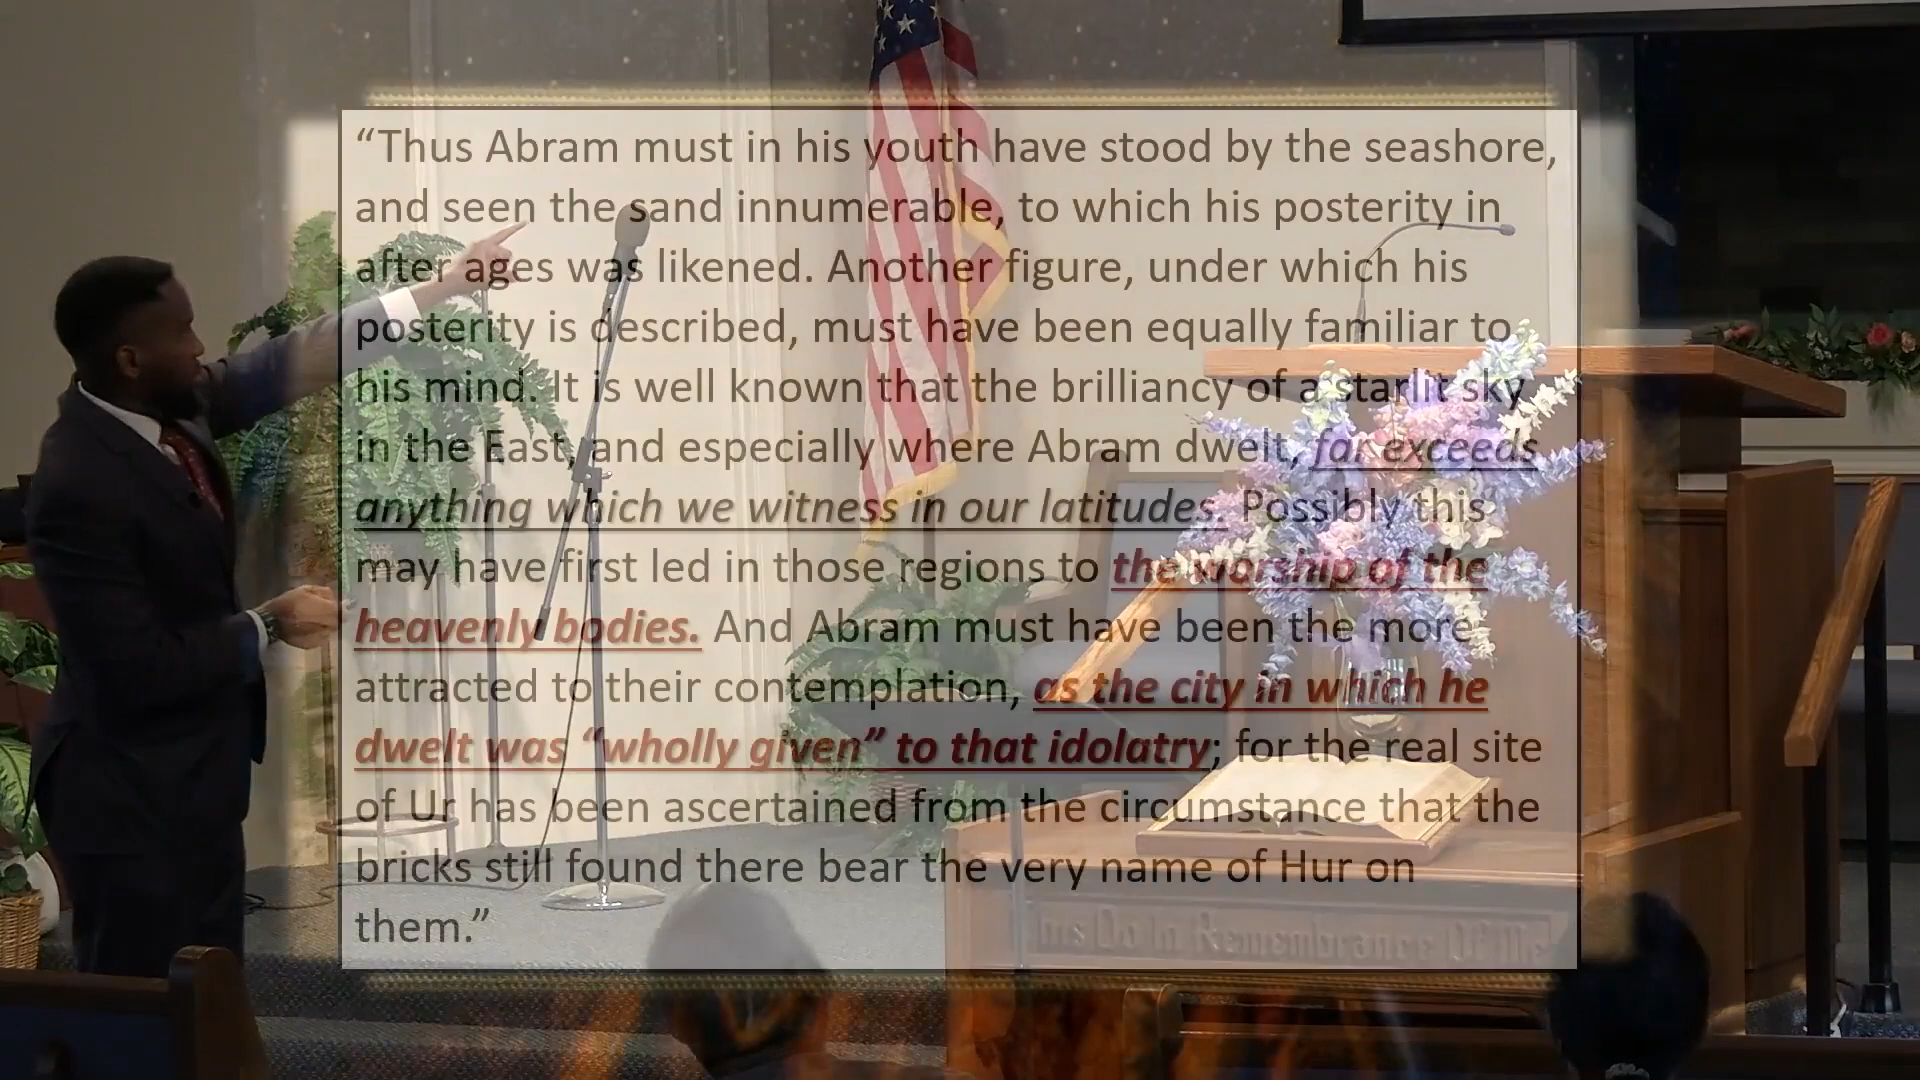 “Thus Abram must in his youth have stood by the seashore,
and seen the sand innumerable, to which his posterity in
after ages was likened. Another figure, under which his
posterity is described, must have been equally familiar to
his mind. It is well known that the brilliancy of a starlit sky
in the East, and especially where Abram dwelt, far exceeds
anything which we witness in our latitudes. Possibly this
may have first led in those regions to the worship of the
heavenly bodies. And Abram must have been the more
attracted to their contemplation, as the city in which he
dwelt was “wholly given” to that idolatry; for the real site
of Ur has been ascertained from the circumstance that the
bricks still found there bear the very name of Hur on
them.”
This Do In Remembrance Of Me